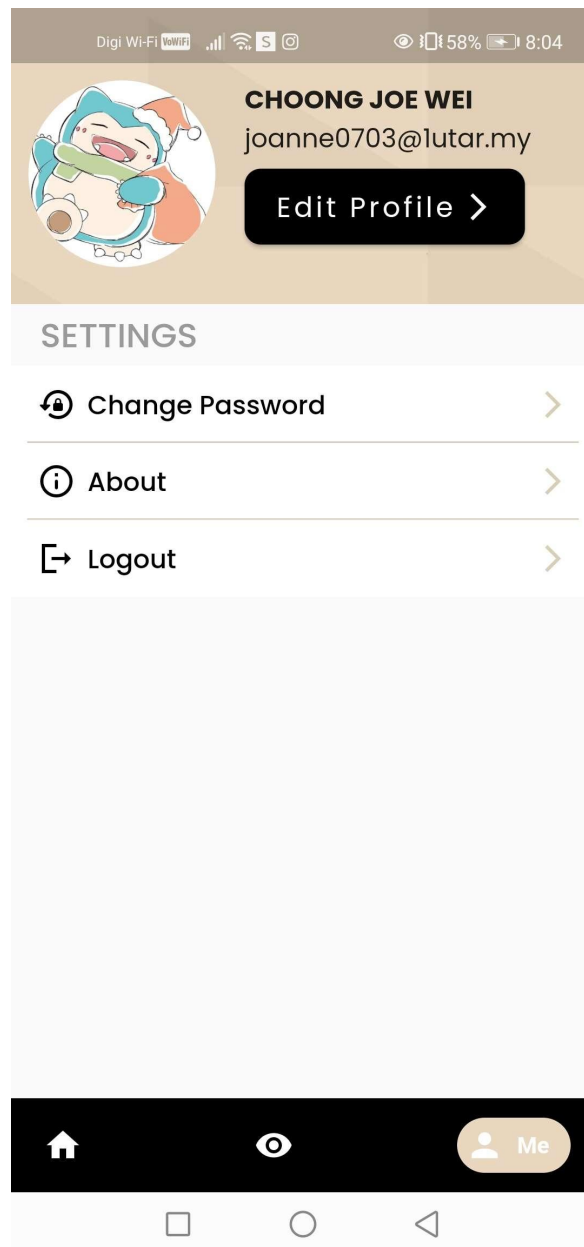 Digi Wi-Fi VoWiFi S 58% 8:04
CHOONG JOE WEI
joanne0703@1utar.my
Edit Profile
SETTINGS
Change Password
About
Logout
Me